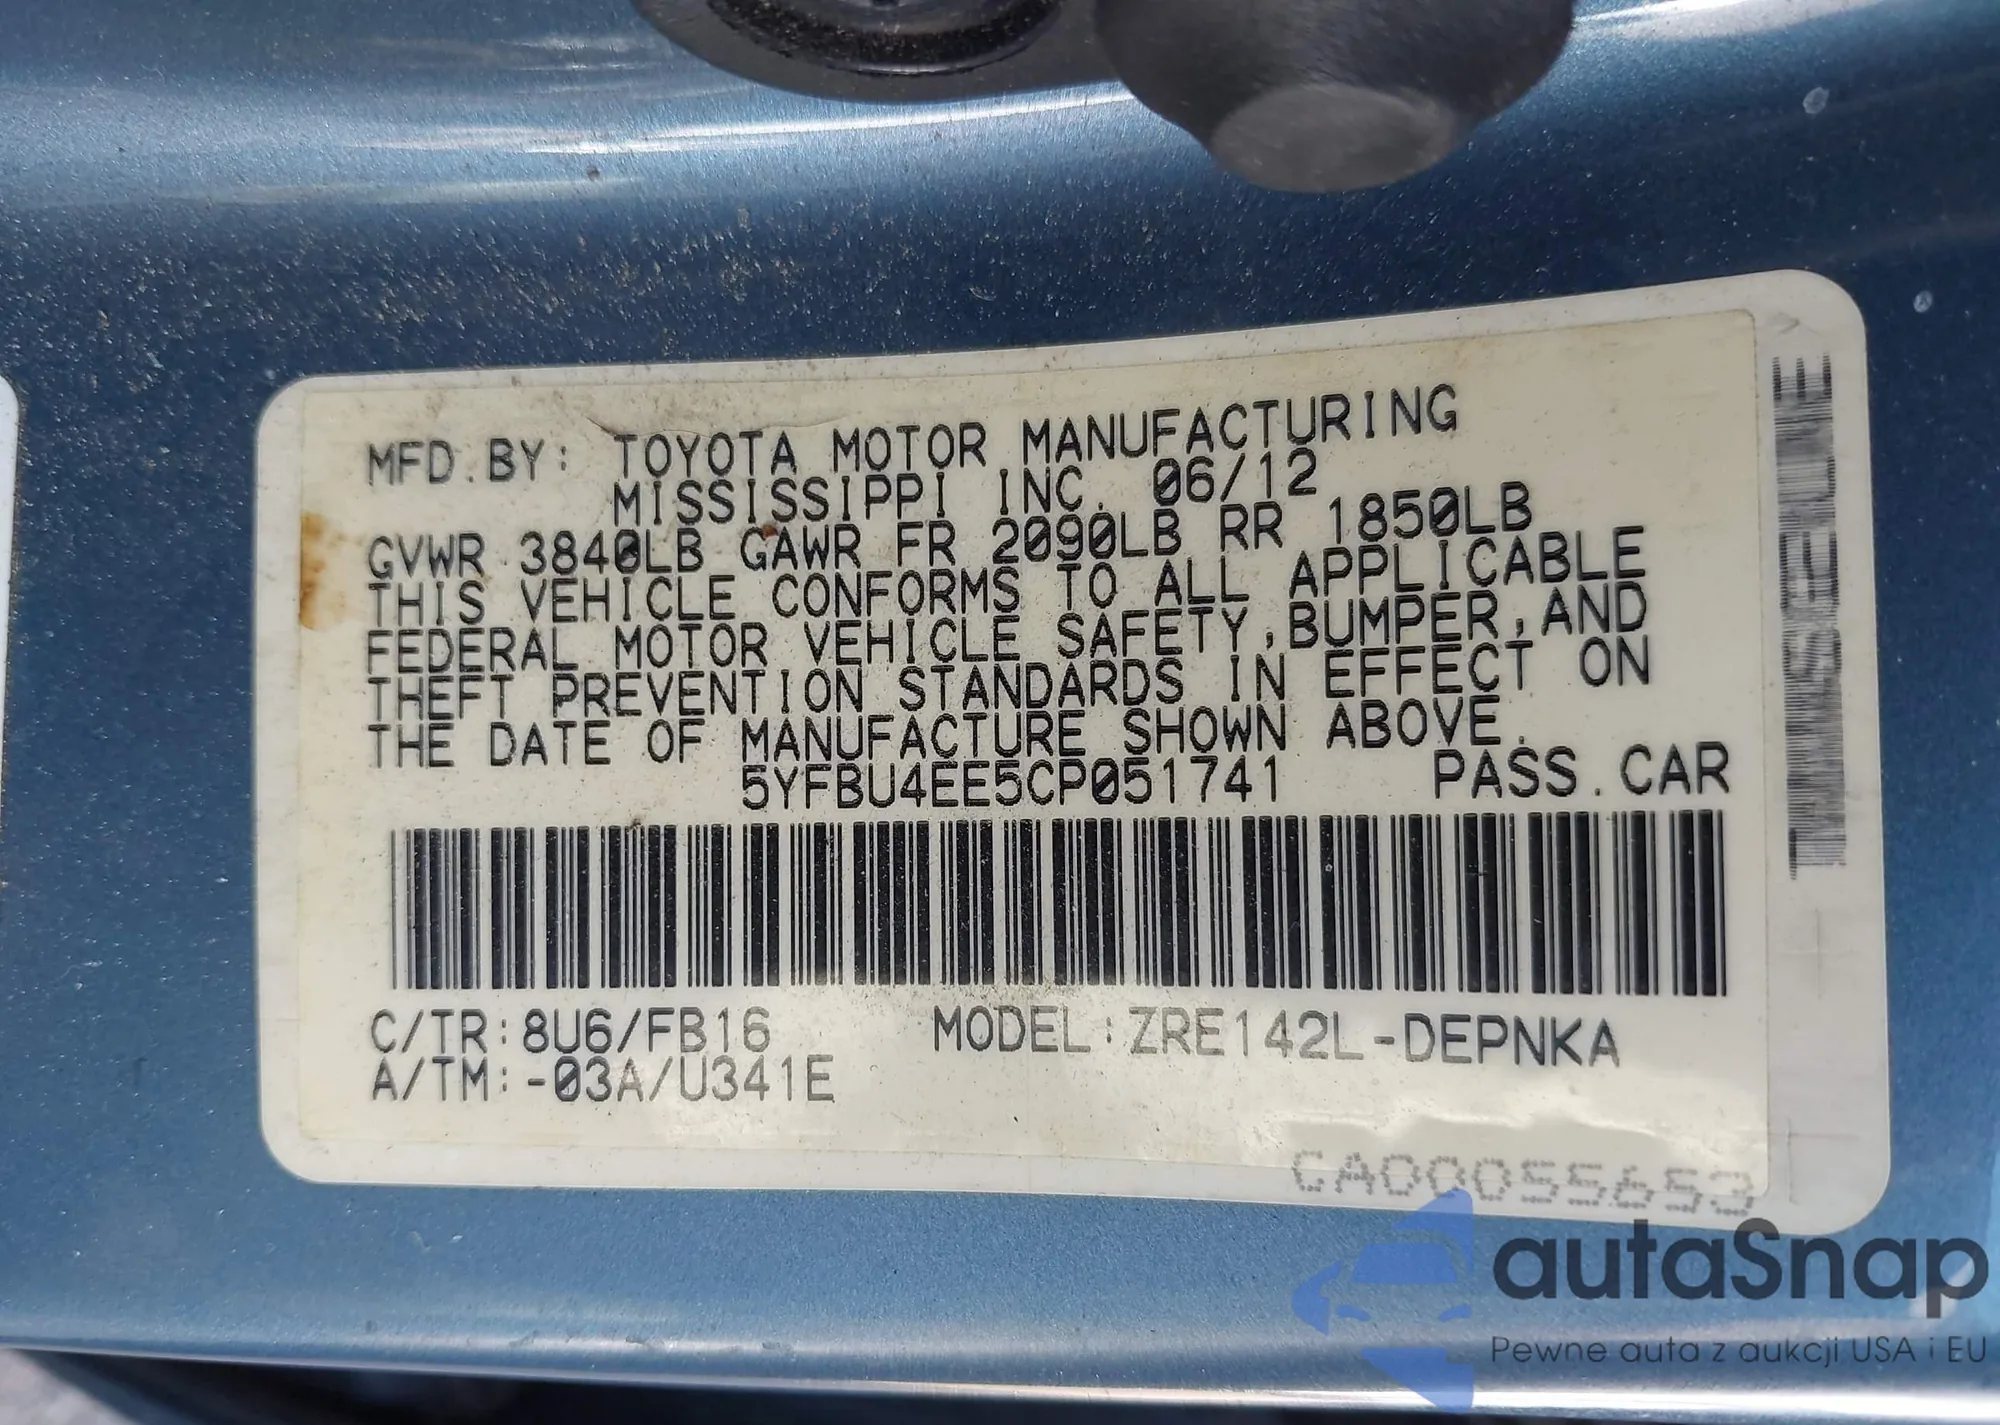 MFD.BY: TOYOTA MOTOR MANUFACTURING
MISSISSIPPI INC. 06/12
GVWR 3840LB GAWR FR 2090LB RR 1850LB
THIS VEHICLE CONFORMS TO ALL APPLICABLE
FEDERAL MOTOR VEHICLE SAFETY,BUMPER,AND
THEFT PREVENTION STANDARDS IN EFFECT ON
THE DATE OF MANUFACTURE SHOWN ABOVE.
5YFBU4EE5CP051741 PASS.CAR
C/TR:8U6/FB16 MODEL:ZRE142L-DEPNKA
A/TM:-03A/U341E
CA00055653
autaSnap
Pewne auta z aukcji USA i EU